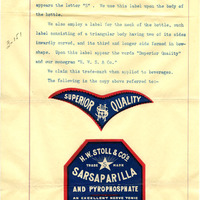 appears the letter "S". We use this label upon the body of
the bottle.
We also employ a label for the neck of the bottle, such
label consisting of a triangular body having two of its sides
inwardly curved, and its third and longer side formed in bow-
shape. Upon this label appear the words "Superior Quality"
and our monogram "H. W. S. & Co."
We claim this trade-mark when applied to beverages.
The following is the copy above referred to:-
SUPERIOR QUALITY
H.W. STOLL & CO'S
TRADE MARK
SARSAPARILLA
AND PYROPHOSPHATE
AN EXCELLENT NERVE TONIC